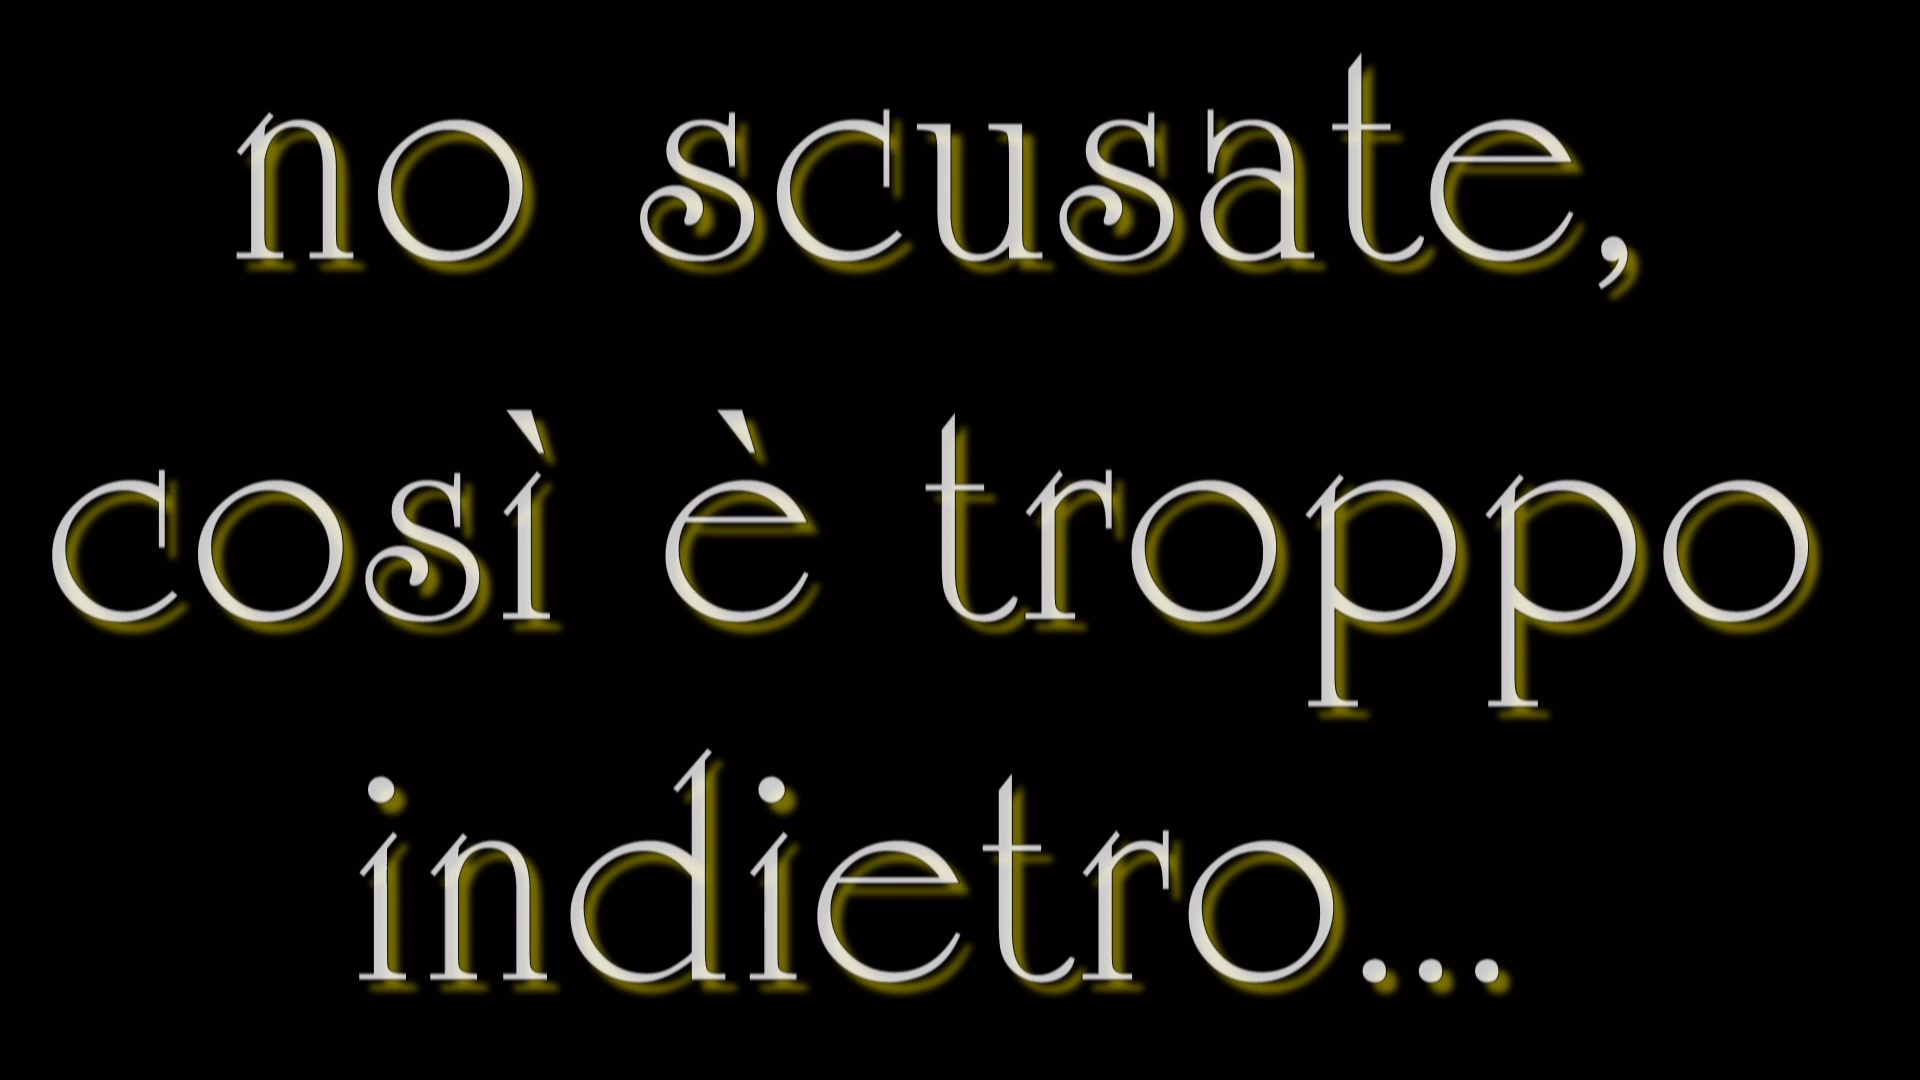 no scusate,
così è troppo
indietro...